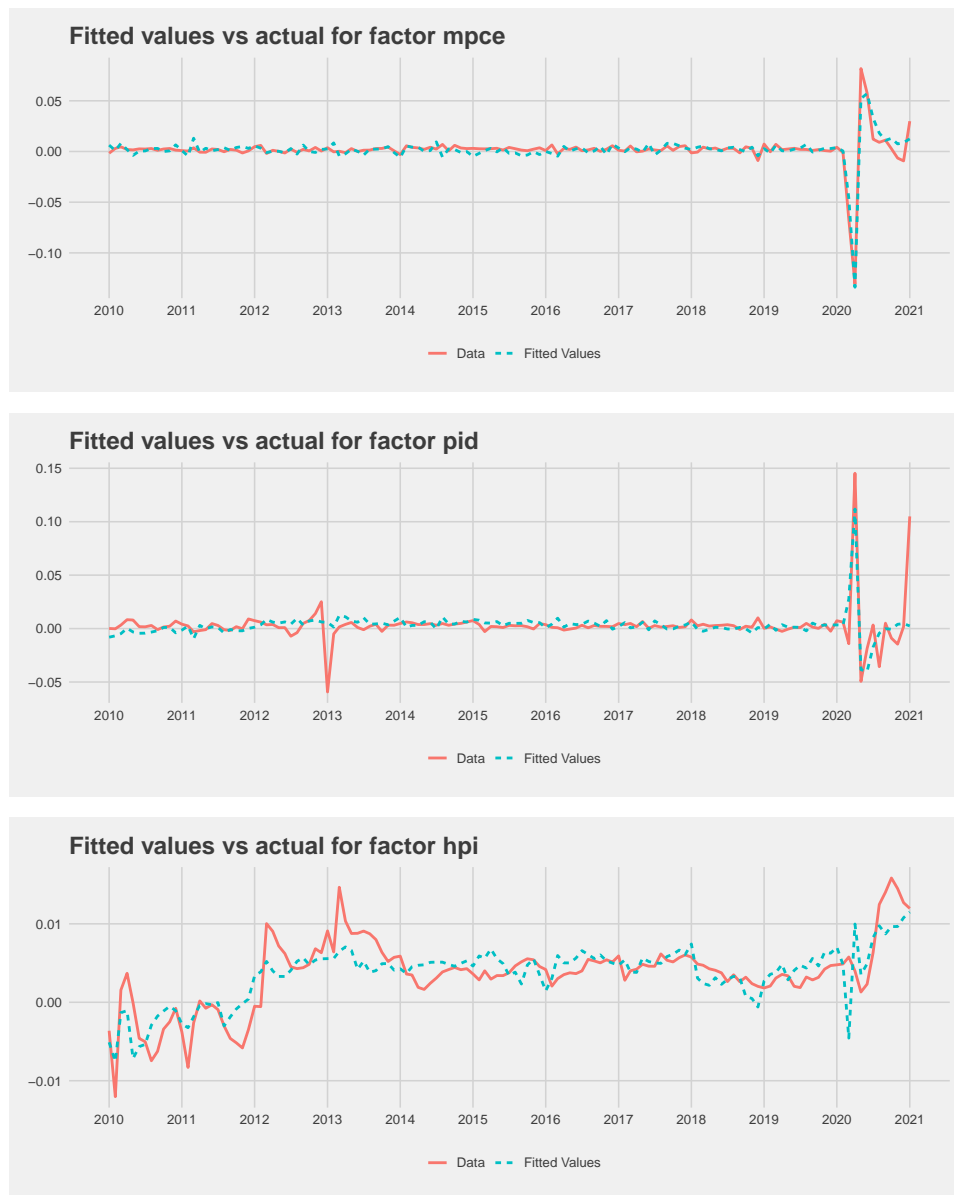 Fitted values vs actual for factor mpce
0.05
0.00
−0.05
−0.10
2010 2011 2012 2013 2014 2015 2016 2017 2018 2019 2020 2021
Data Fitted Values
Fitted values vs actual for factor pid
0.15
0.10
0.05
0.00
−0.05
2010 2011 2012 2013 2014 2015 2016 2017 2018 2019 2020 2021
Data Fitted Values
Fitted values vs actual for factor hpi
0.01
0.00
−0.01
2010 2011 2012 2013 2014 2015 2016 2017 2018 2019 2020 2021
Data Fitted Values